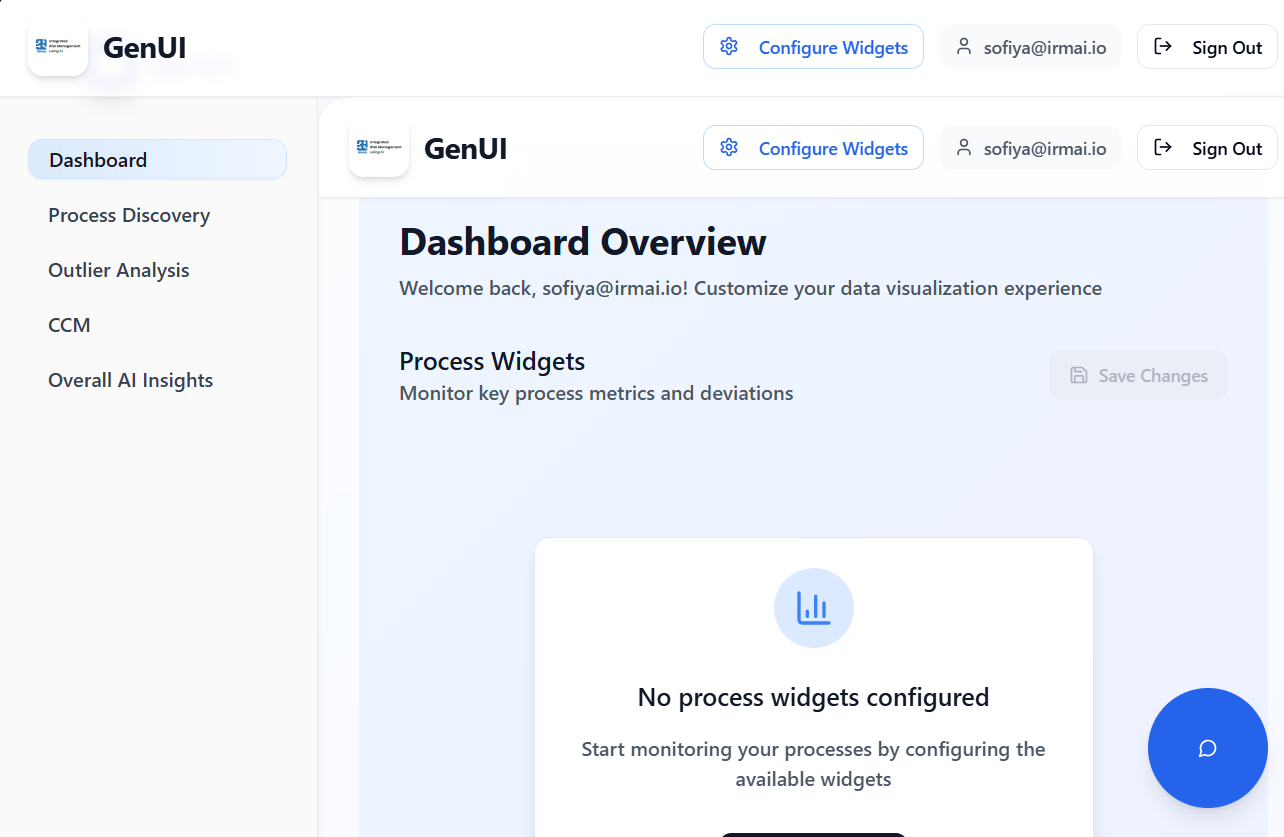 Integrated
Risk Management
using AI
GenUI
Configure Widgets
sofiya@irmai.io
Sign Out
Dashboard
Process Discovery
Outlier Analysis
CCM
Overall AI Insights
Integrated
Risk Management
using AI
GenUI
Configure Widgets
sofiya@irmai.io
Sign Out
Dashboard Overview
Welcome back, sofiya@irmai.io! Customize your data visualization experience
Process Widgets
Monitor key process metrics and deviations
Save Changes
No process widgets configured
Start monitoring your processes by configuring the
available widgets